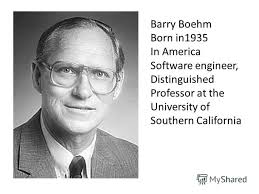 Barry Boehm
Born in1935
In America
Software engineer,
Distinguished
Professor at the
University of
Southern California
MyShared